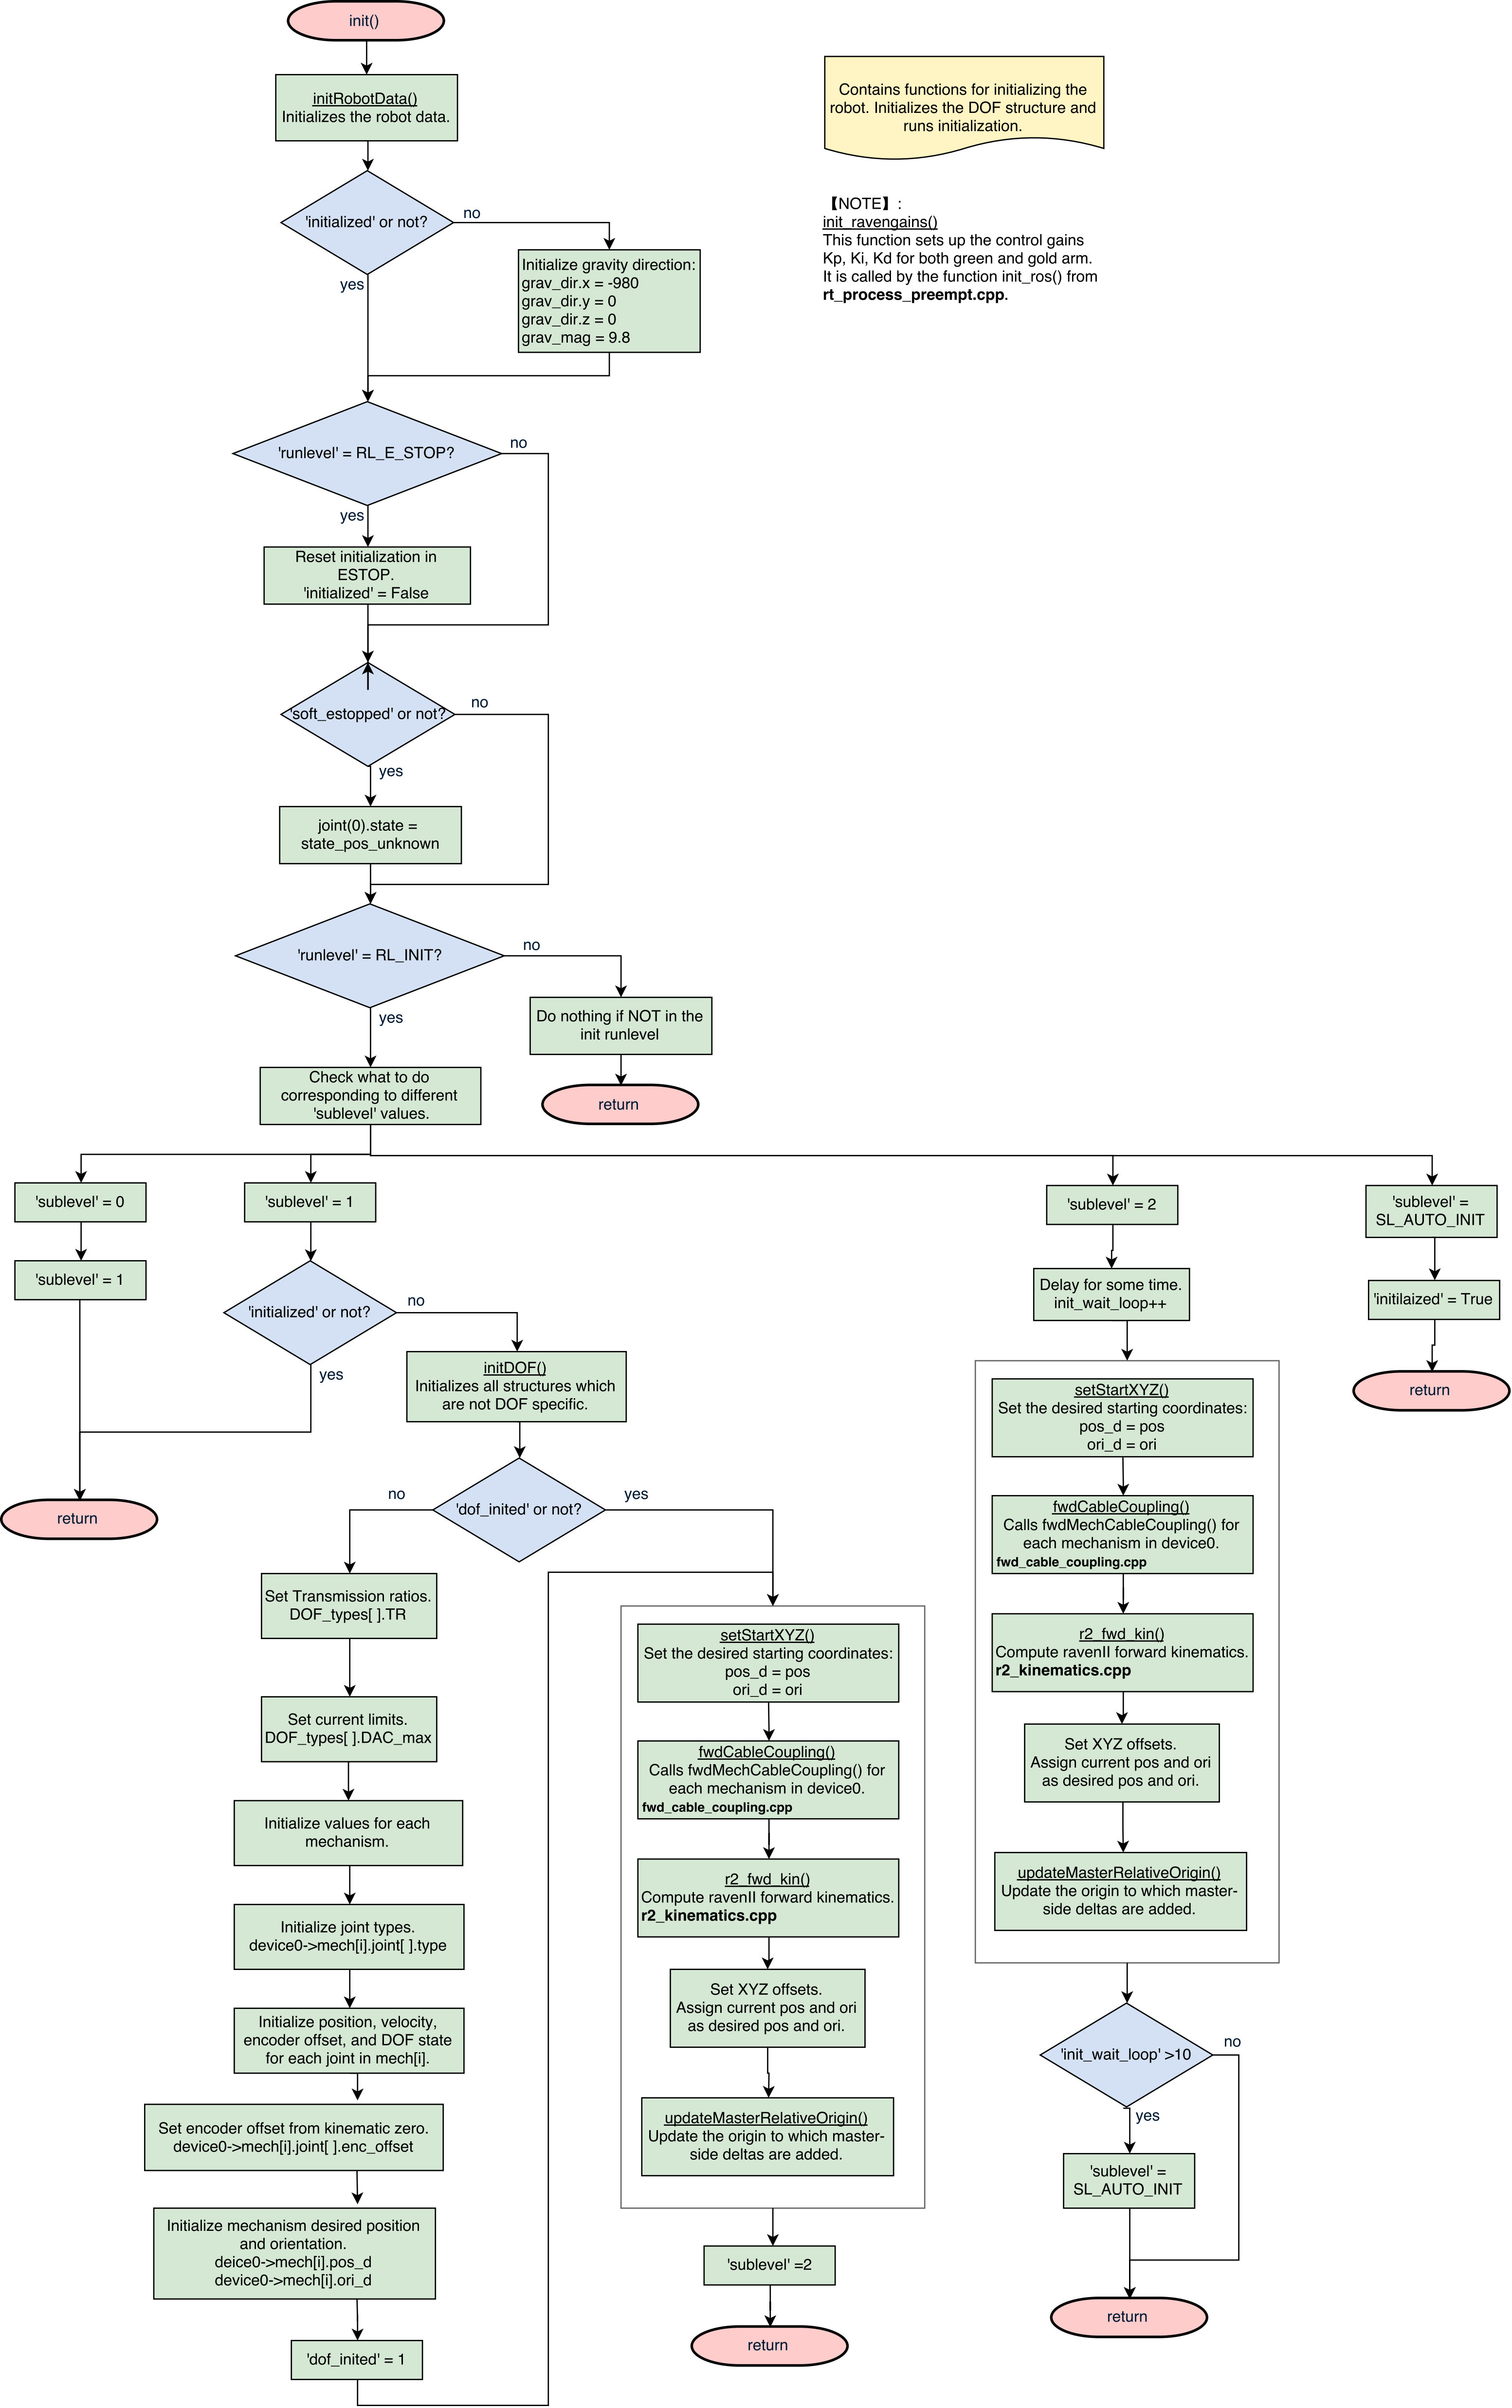 init()
initRobotData()
Initializes the robot data.
Contains functions for initializing the
robot. Initializes the DOF structure and
runs initialization.
【NOTE】:
init_ravengains()
This function sets up the control gains
Kp, Ki, Kd for both green and gold arm.
It is called by the function init_ros() from
rt_process_preempt.cpp.
'initialized' or not?
no
yes
Initialize gravity direction:
grav_dir.x = -980
grav_dir.y = 0
grav_dir.z = 0
grav_mag = 9.8
'runlevel' = RL_E_STOP?
no
yes
Reset initialization in
ESTOP.
'initialized' = False
'soft_estopped' or not?
no
yes
joint(0).state =
state_pos_unknown
'runlevel' = RL_INIT?
no
yes
Do nothing if NOT in the
init runlevel
return
Check what to do
corresponding to different
'sublevel' values.
'sublevel' = 0
'sublevel' = 1
return
'sublevel' = 1
'initialized' or not?
no
yes
initDOF()
Initializes all structures which
are not DOF specific.
'dof_inited' or not?
no
yes
Set Transmission ratios.
DOF_types[ ].TR
Set current limits.
DOF_types[ ].DAC_max
Initialize values for each
mechanism.
Initialize joint types.
device0->mech[i].joint[ ].type
Initialize position, velocity,
encoder offset, and DOF state
for each joint in mech[i].
Set encoder offset from kinematic zero.
device0->mech[i].joint[ ].enc_offset
Initialize mechanism desired position
and orientation.
deice0->mech[i].pos_d
device0->mech[i].ori_d
'dof_inited' = 1
setStartXYZ()
Set the desired starting coordinates:
pos_d = pos
ori_d = ori
fwdCableCoupling()
Calls fwdMechCableCoupling() for
each mechanism in device0.
fwd_cable_coupling.cpp
r2_fwd_kin()
Compute ravenII forward kinematics.
r2_kinematics.cpp
Set XYZ offsets.
Assign current pos and ori
as desired pos and ori.
updateMasterRelativeOrigin()
Update the origin to which master-
side deltas are added.
'sublevel' =2
return
'sublevel' = 2
Delay for some time.
init_wait_loop++
setStartXYZ()
Set the desired starting coordinates:
pos_d = pos
ori_d = ori
fwdCableCoupling()
Calls fwdMechCableCoupling() for
each mechanism in device0.
fwd_cable_coupling.cpp
r2_fwd_kin()
Compute ravenII forward kinematics.
r2_kinematics.cpp
Set XYZ offsets.
Assign current pos and ori
as desired pos and ori.
updateMasterRelativeOrigin()
Update the origin to which master-
side deltas are added.
'init_wait_loop' >10
no
yes
'sublevel' =
SL_AUTO_INIT
return
'sublevel' =
SL_AUTO_INIT
'initilaized' = True
return